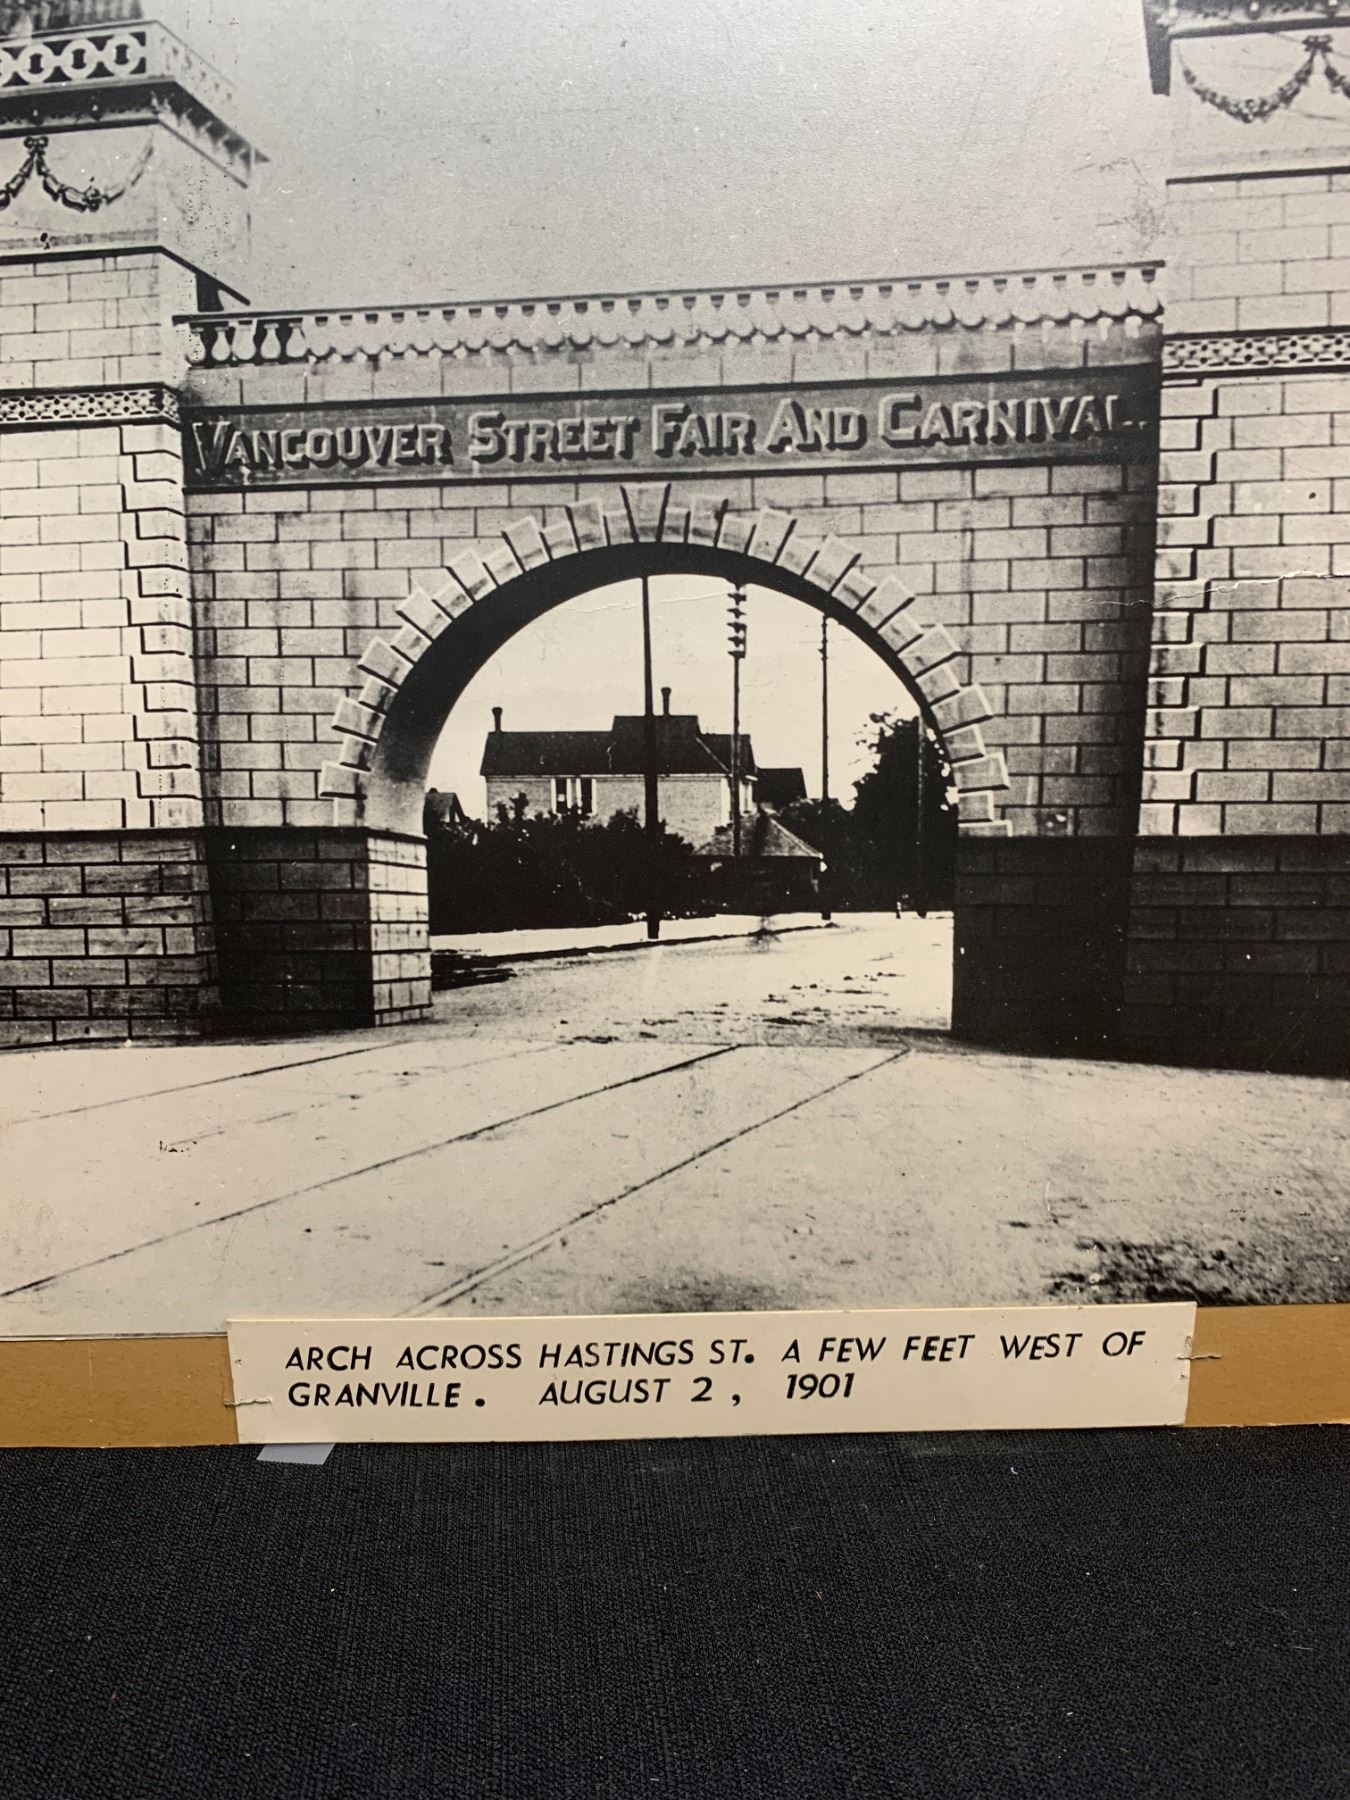 VANCOUVER STREET FAIR AND CARNIVAL.
ARCH ACROSS HASTINGS ST. A FEW FEET WEST OF
GRANVILLE. AUGUST 2, 1901